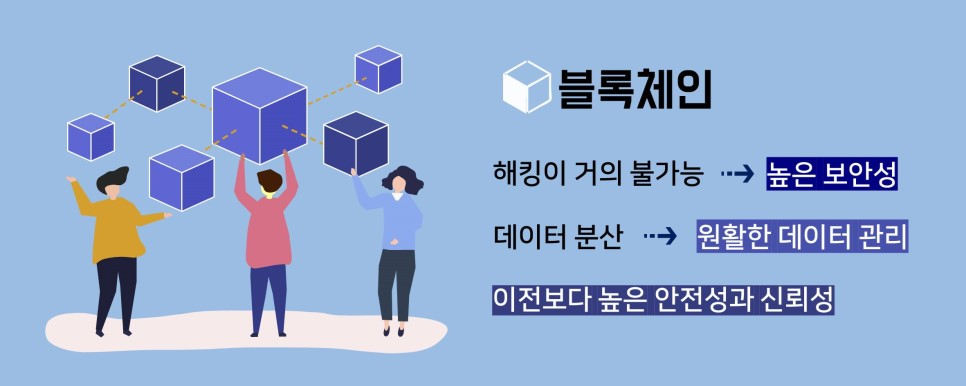 블록체인
해킹이 거의 불가능 높은 보안성
데이터 분산 원활한 데이터 관리
이전보다 높은 안전성과 신뢰성